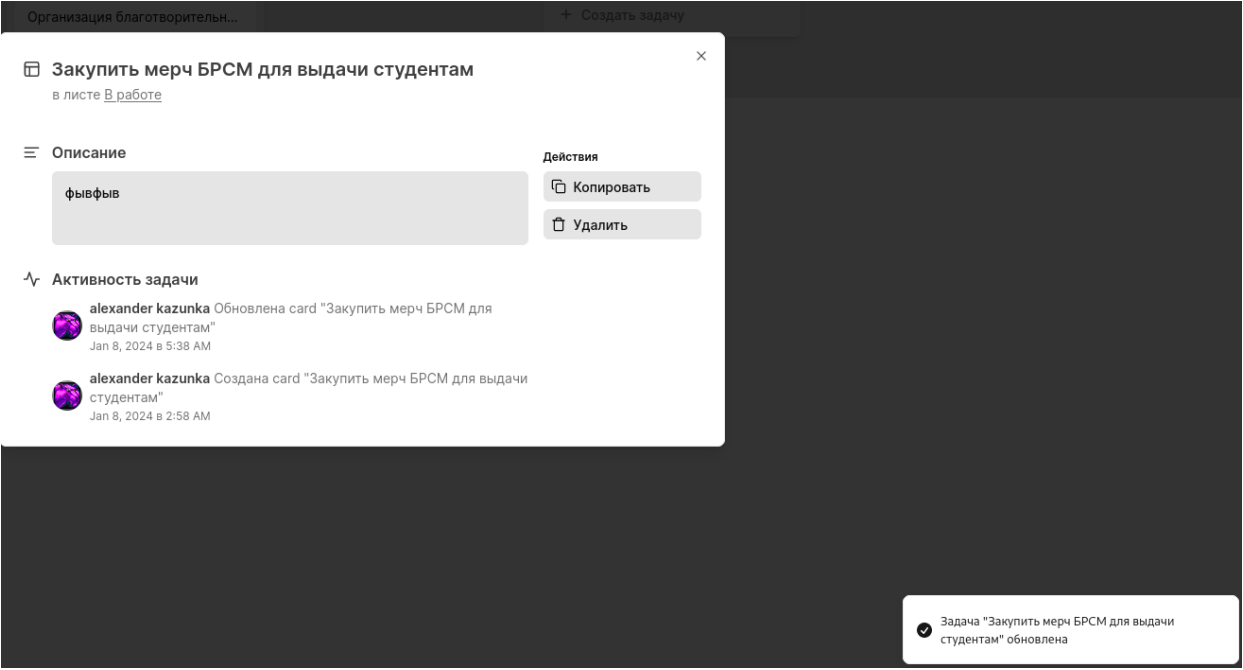 Организация благотворительн...
+ Создать задачу
Закупить мерч БРСМ для выдачи студентам
в листе В работе
Описание
фывфыв
Действия
Копировать
Удалить
Активность задачи
alexander kazunka Обновлена card "Закупить мерч БРСМ для
выдачи студентам"
Jan 8, 2024 в 5:38 AM
alexander kazunka Создана card "Закупить мерч БРСМ для выдачи
студентам"
Jan 8, 2024 в 2:58 AM
Задача "Закупить мерч БРСМ для выдачи
студентам" обновлена